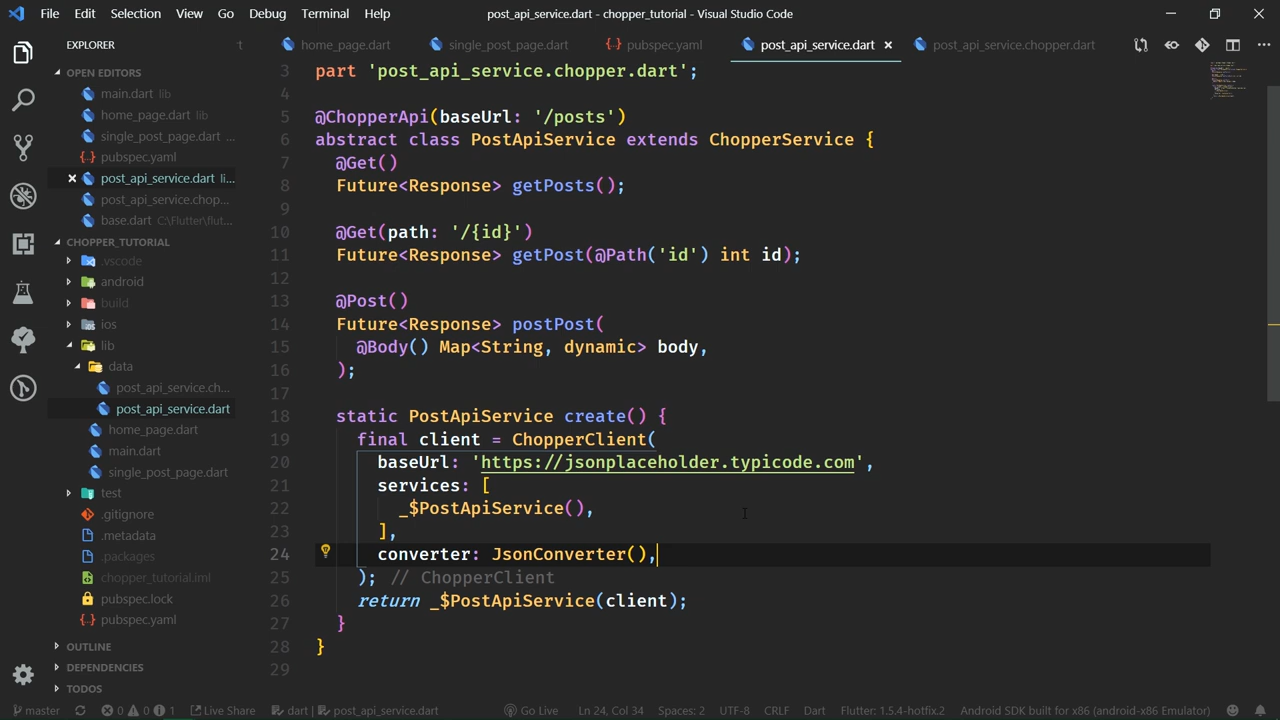 File Edit Selection View Go Debug Terminal Help
post_api_service.dart - chopper_tutorial - Visual Studio Code
EXPLORER
home_page.dart
single_post_page.dart
pubspec.yaml
post_api_service.dart
post_api_service.chopper.dart
OPEN EDITORS
main.dart lib
home_page.dart lib
single_post_page.dart ...
pubspec.yaml
post_api_service.dart li...
post_api_service.chop...
base.dart C:\Flutter\flut...
CHOPPER_TUTORIAL
.vscode
android
build
ios
lib
data
post_api_service.ch...
post_api_service.dart
home_page.dart
main.dart
single_post_page.dart
test
.gitignore
.metadata
.packages
chopper_tutorial.iml
pubspec.lock
pubspec.yaml
OUTLINE
DEPENDENCIES
TODOS
3 part 'post_api_service.chopper.dart';
4
5 @ChopperApi(baseUrl: '/posts')
6 abstract class PostApiService extends ChopperService {
7 @Get()
8 Future<Response> getPosts();
9
10 @Get(path: '/{id}')
11 Future<Response> getPost(@Path('id') int id);
12
13 @Post()
14 Future<Response> postPost(
15 @Body() Map<String, dynamic> body,
16 );
17
18 static PostApiService create() {
19 final client = ChopperClient(
20 baseUrl: 'https://jsonplaceholder.typicode.com',
21 services: [
22 _$PostApiService(),
23 ],
24 converter: JsonConverter(),
25 ); // ChopperClient
26 return _$PostApiService(client);
27 }
28 }
29
master 0 0 1 Live Share dart | post_api_service.dart Go Live Ln 24, Col 34 Spaces: 2 UTF-8 CRLF Dart Flutter: 1.5.4-hotfix.2 Android SDK built for x86 (android-x86 Emulator)